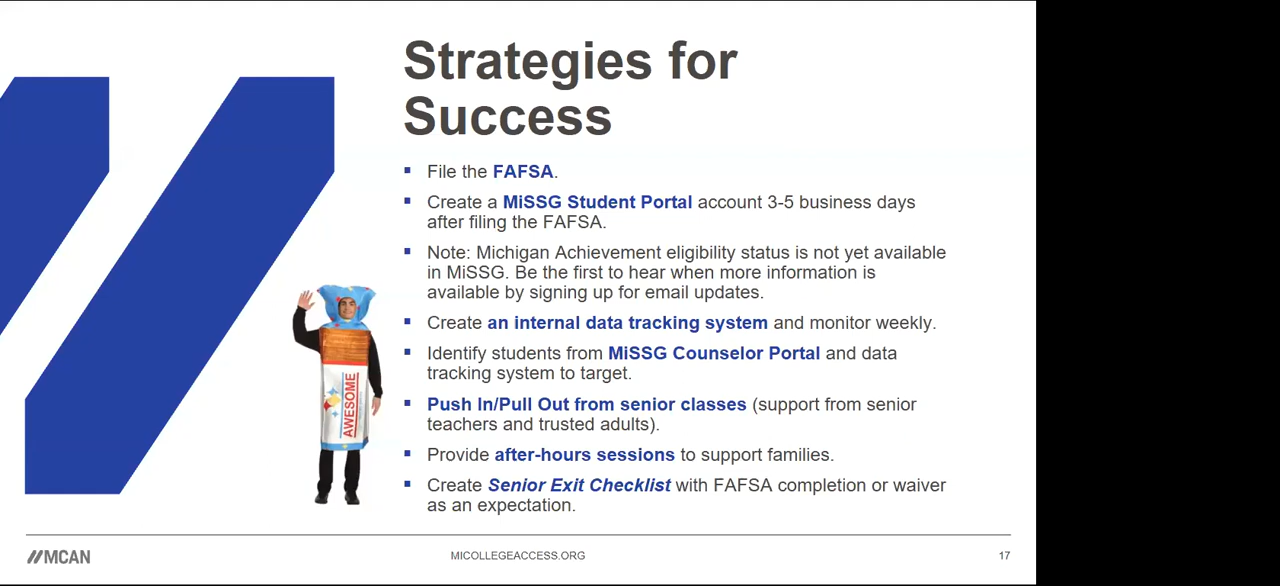 Strategies for
Success
File the FAFSA.
Create a MiSSG Student Portal account 3-5 business days
after filing the FAFSA.
Note: Michigan Achievement eligibility status is not yet available
in MiSSG. Be the first to hear when more information is
available by signing up for email updates.
Create an internal data tracking system and monitor weekly.
Identify students from MiSSG Counselor Portal and data
tracking system to target.
Push In/Pull Out from senior classes (support from senior
teachers and trusted adults).
Provide after-hours sessions to support families.
Create Senior Exit Checklist with FAFSA completion or waiver
as an expectation.
AWESOME
MCAN
MICOLLEGEACCESS.ORG
17